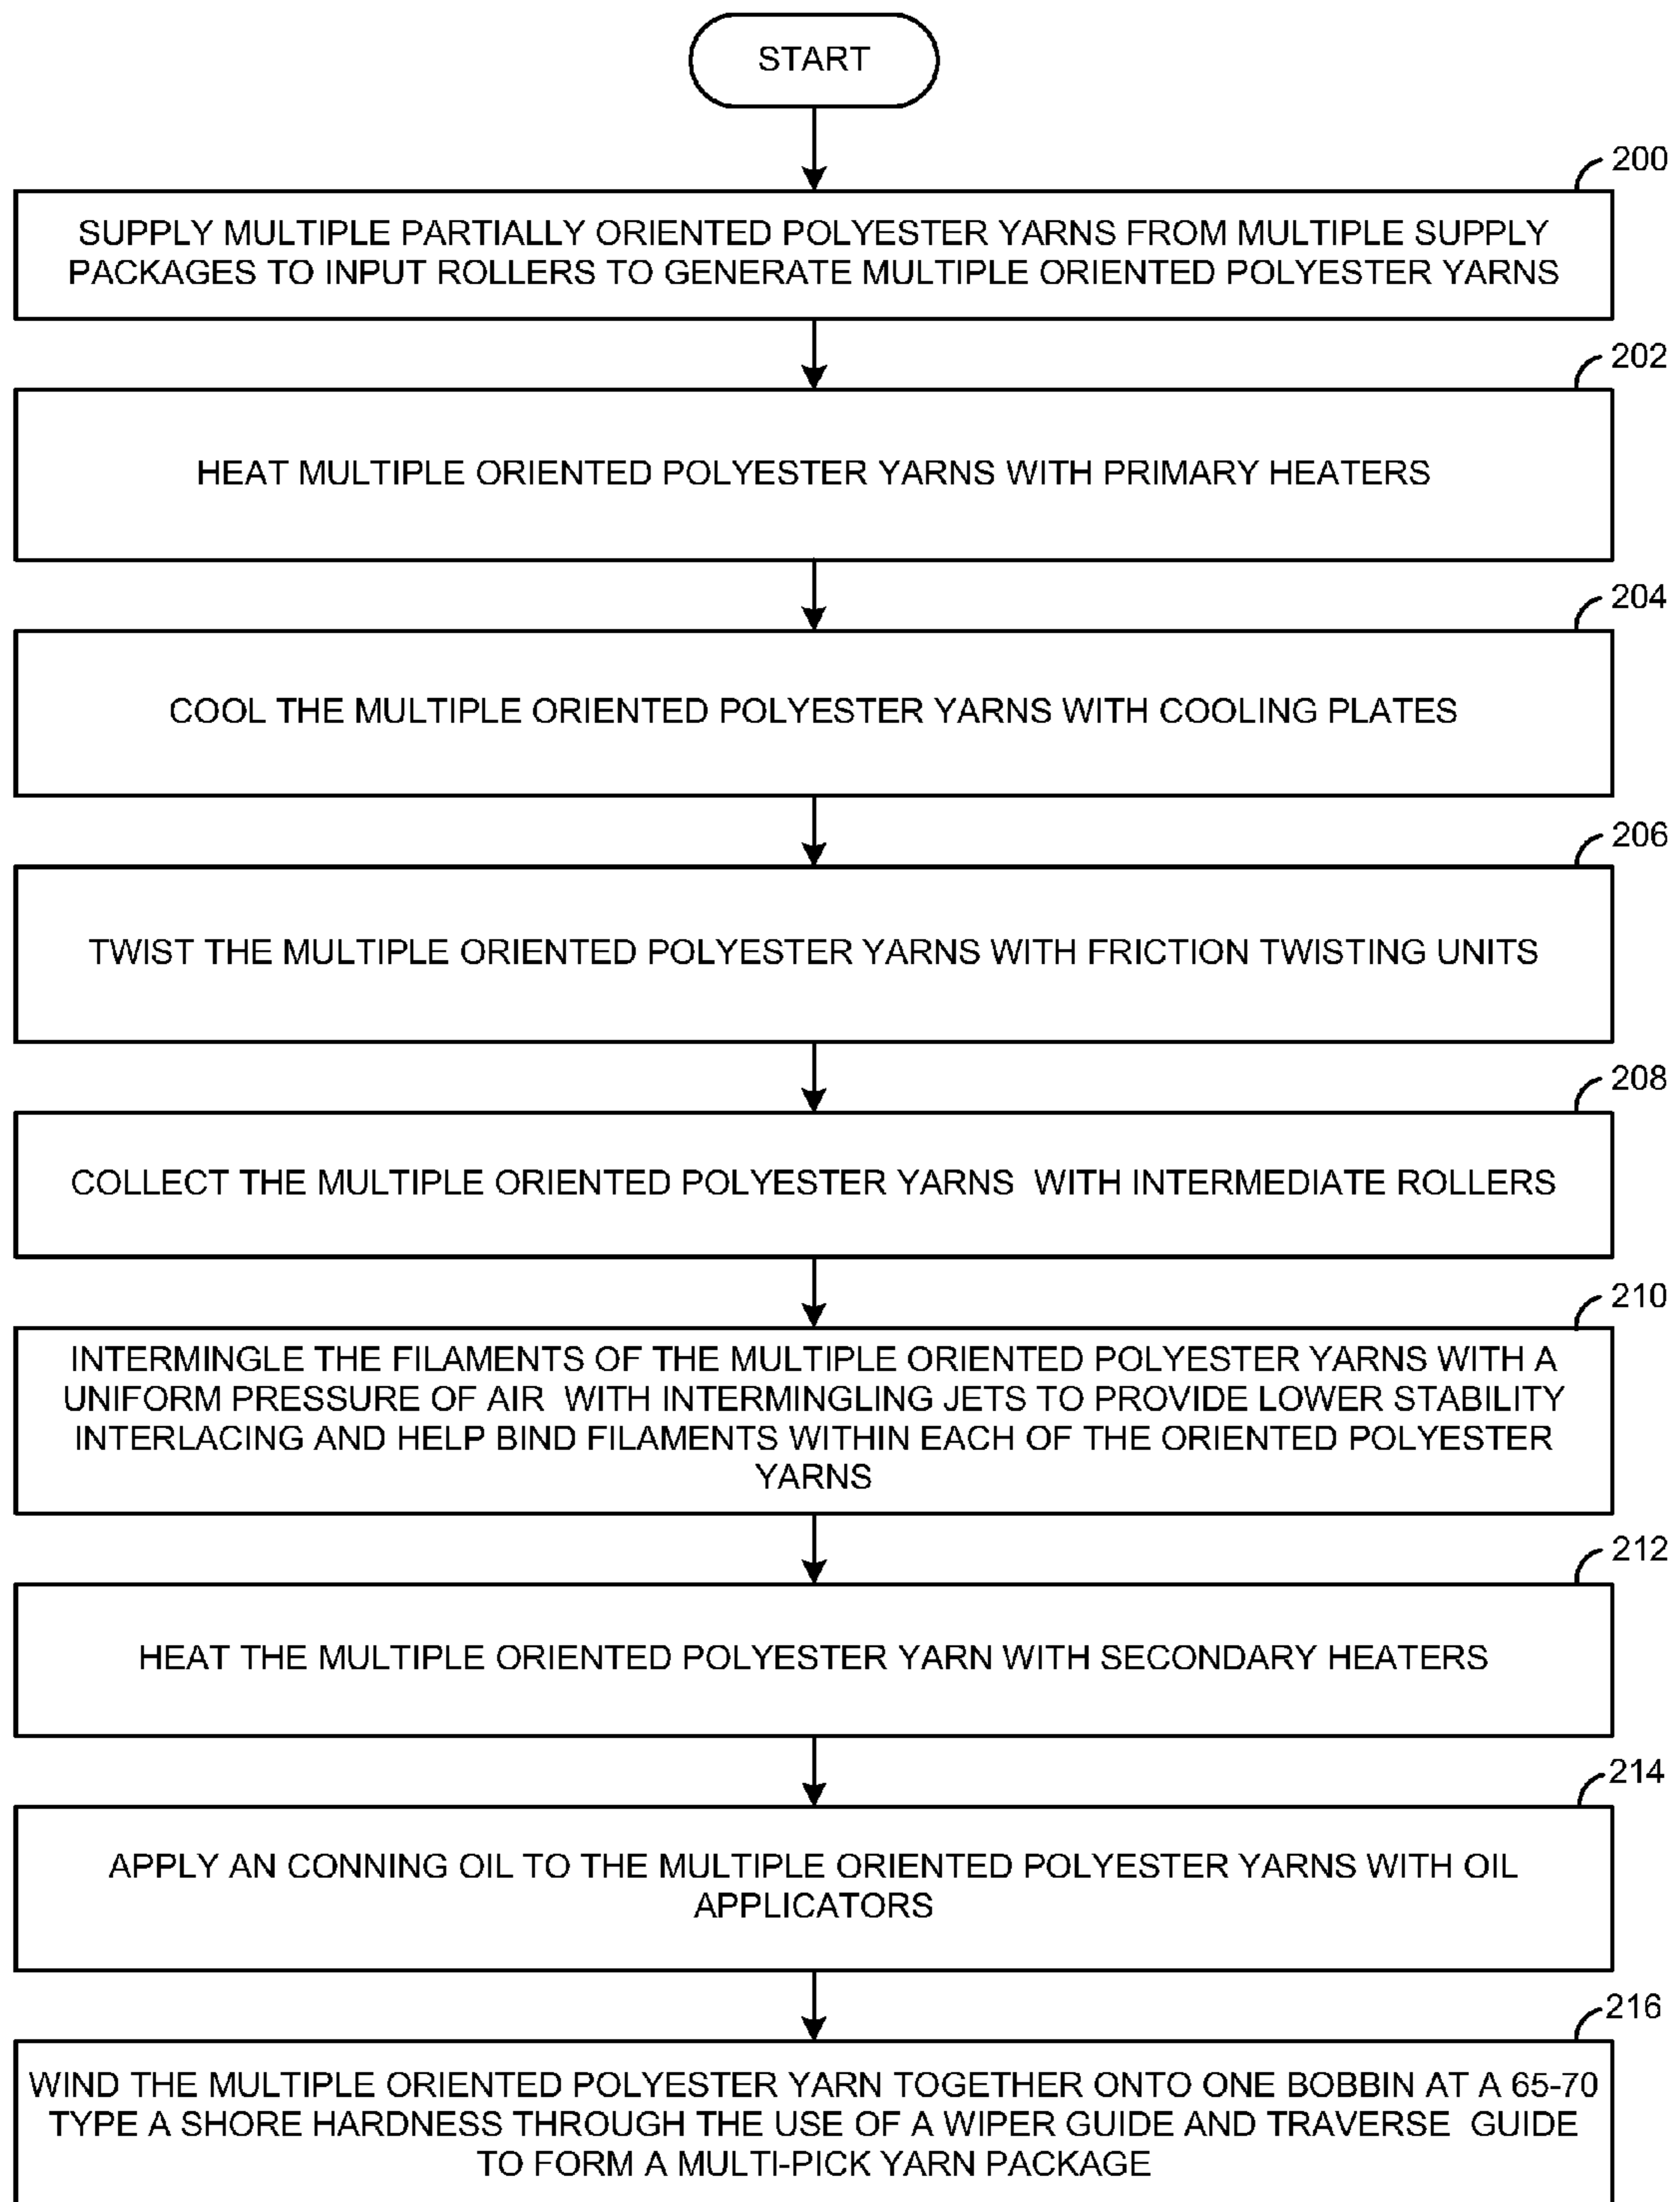 START
200
SUPPLY MULTIPLE PARTIALLY ORIENTED POLYESTER YARNS FROM MULTIPLE SUPPLY
PACKAGES TO INPUT ROLLERS TO GENERATE MULTIPLE ORIENTED POLYESTER YARNS
202
HEAT MULTIPLE ORIENTED POLYESTER YARNS WITH PRIMARY HEATERS
204
COOL THE MULTIPLE ORIENTED POLYESTER YARNS WITH COOLING PLATES
206
TWIST THE MULTIPLE ORIENTED POLYESTER YARNS WITH FRICTION TWISTING UNITS
208
COLLECT THE MULTIPLE ORIENTED POLYESTER YARNS WITH INTERMEDIATE ROLLERS
210
INTERMINGLE THE FILAMENTS OF THE MULTIPLE ORIENTED POLYESTER YARNS WITH A
UNIFORM PRESSURE OF AIR WITH INTERMINGLING JETS TO PROVIDE LOWER STABILITY
INTERLACING AND HELP BIND FILAMENTS WITHIN EACH OF THE ORIENTED POLYESTER
YARNS
212
HEAT THE MULTIPLE ORIENTED POLYESTER YARN WITH SECONDARY HEATERS
214
APPLY AN CONNING OIL TO THE MULTIPLE ORIENTED POLYESTER YARNS WITH OIL
APPLICATORS
216
WIND THE MULTIPLE ORIENTED POLYESTER YARN TOGETHER ONTO ONE BOBBIN AT A 65-70
TYPE A SHORE HARDNESS THROUGH THE USE OF A WIPER GUIDE AND TRAVERSE GUIDE
TO FORM A MULTI-PICK YARN PACKAGE